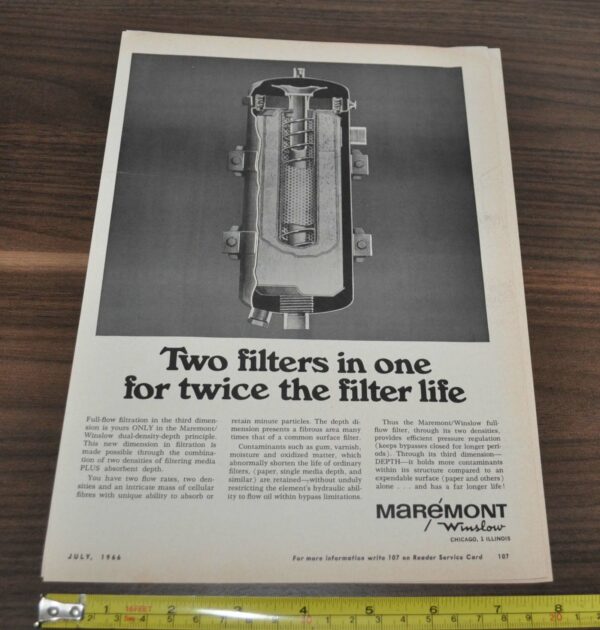 Two filters in one
for twice the filter life
Full-flow filtration in the third dimen-
sion is yours ONLY in the Maremont/
Winslow dual-density-depth principle.
This new dimension in filtration is
made possible through the combina-
tion of two densities of filtering media
PLUS absorbent depth.
You have two flow rates, two den-
sities and an intricate mass of cellular
fibres with unique ability to absorb or
retain minute particles. The depth di-
mension presents a fibrous area many
times that of a common surface filter.
Contaminants such as gum, varnish,
moisture and oxidized matter, which
abnormally shorten the life of ordinary
filters, (paper, single media depth, and
similar) are retained—without unduly
restricting the element's hydraulic abil-
ity to flow oil within bypass limitations.
Thus the Maremont/Winslow full-
flow filter, through its two densities,
provides efficient pressure regulation
(keeps bypasses closed for longer peri-
ods). Through its third dimension—
DEPTH—it holds more contaminants
within its structure compared to an
expendable surface (paper and others)
alone . . . and has a far longer life!
Marémont
/Winslow
CHICAGO, 1 ILLINOIS
JULY, 1966
For more information write 107 on Reader Service Card 107
1 2 3 4 5 6 7 8
16FEET